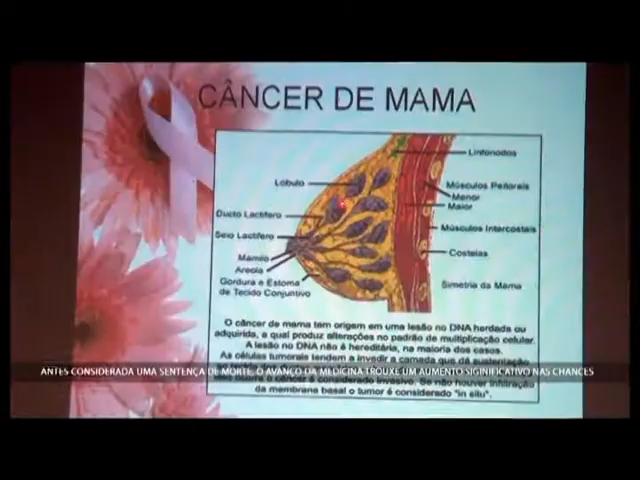 CÂNCER DE MAMA
Linfonodos
Lóbulo
Músculos Peitorais
Menor
Maior
Ducto Lactífero
Músculos Intercostais
Seio Lactífero
Costelas
Mamilo
Aréola
Gordura e Estoma
de Tecido Conjuntivo
Simetria da Mama
O câncer de mama tem origem em uma lesão no DNA herdada ou
adquirida, a qual produz alterações no padrão de multiplicação celular.
A lesão no DNA não é hereditária, na maioria dos casos.
As células tumorais tendem a invadir a camada que dá sustentação
ANTES CONSIDERADA UMA SENTENÇA DE MORTE, O AVANÇO DA MEDICINA TROUXE UM AUMENTO SIGINIFICATIVO NAS CHANCES
o câncer é considerado invasivo. Se não houver infiltração
da membrana basal o tumor é considerado "in situ".